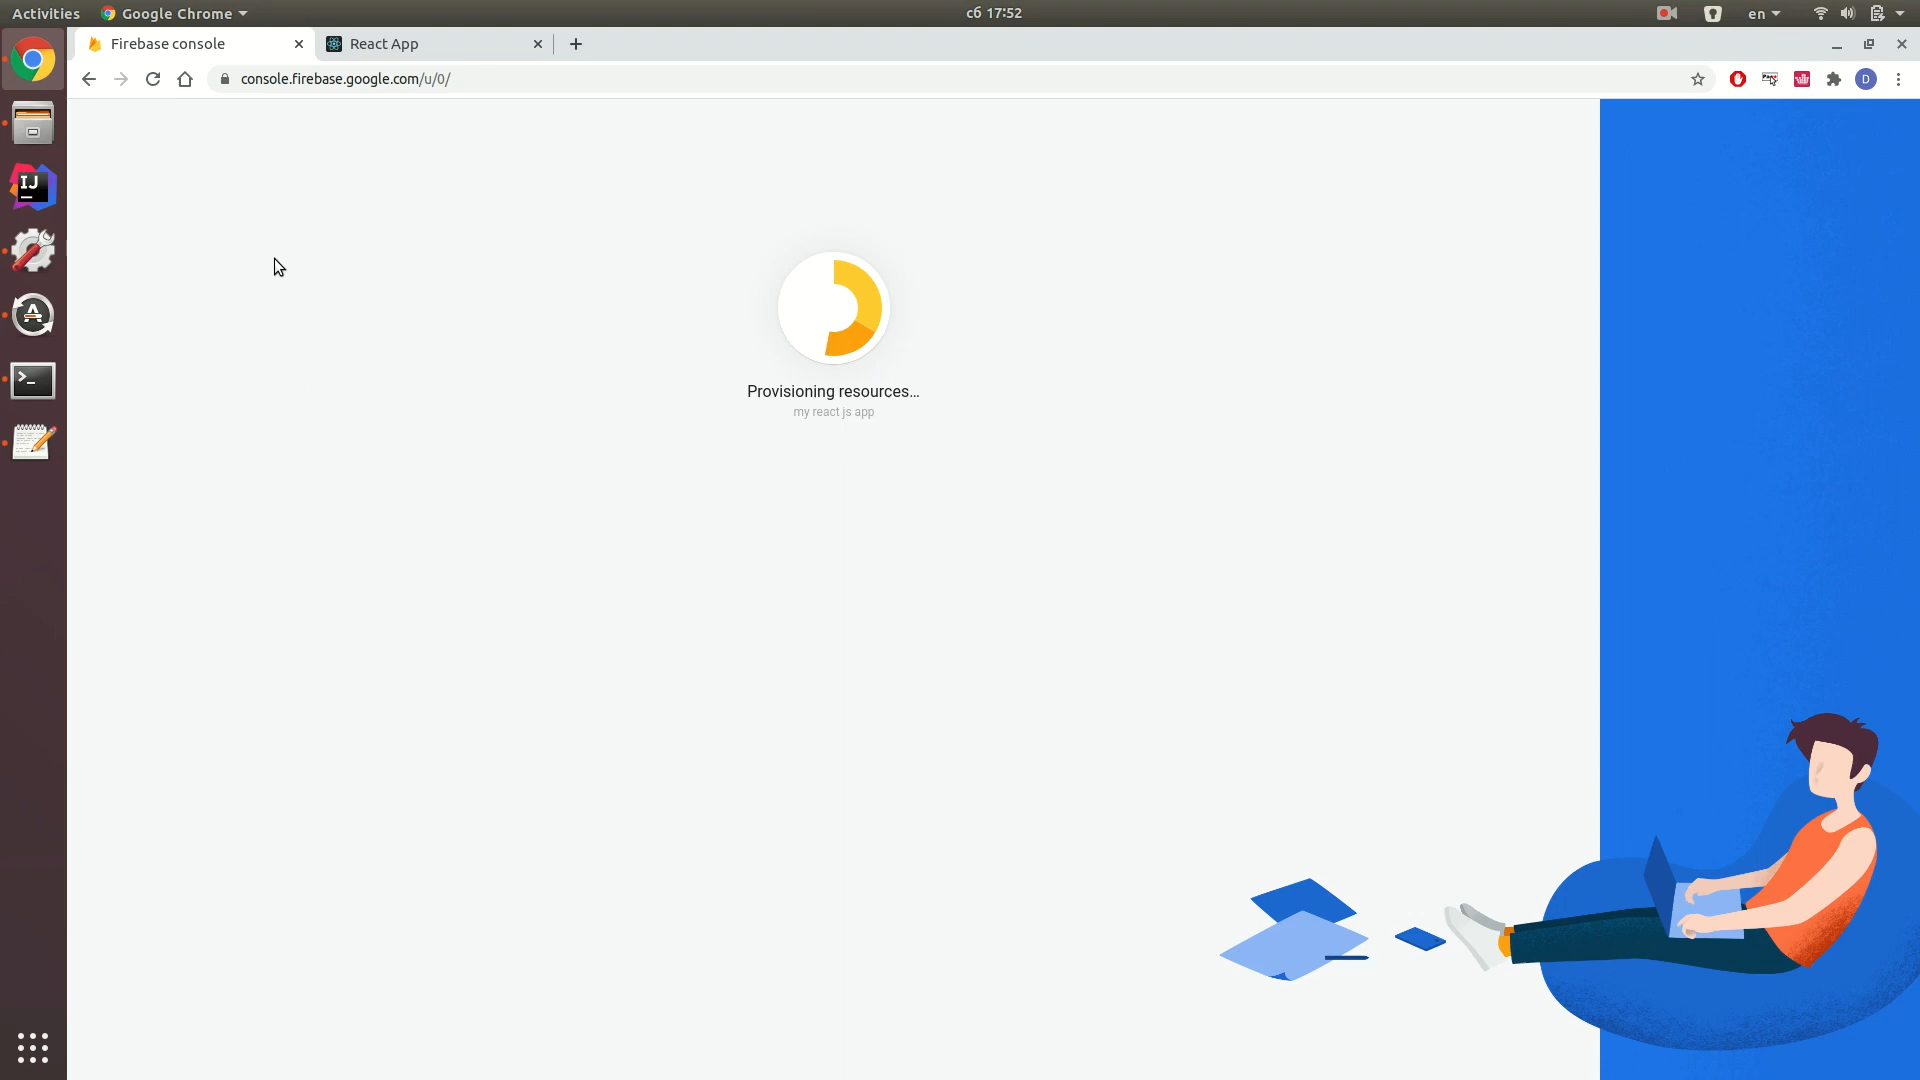 Activities Google Chrome сб 17:52 en
Firebase console React App
console.firebase.google.com/u/0/ D
IJ
Provisioning resources...
my react js app